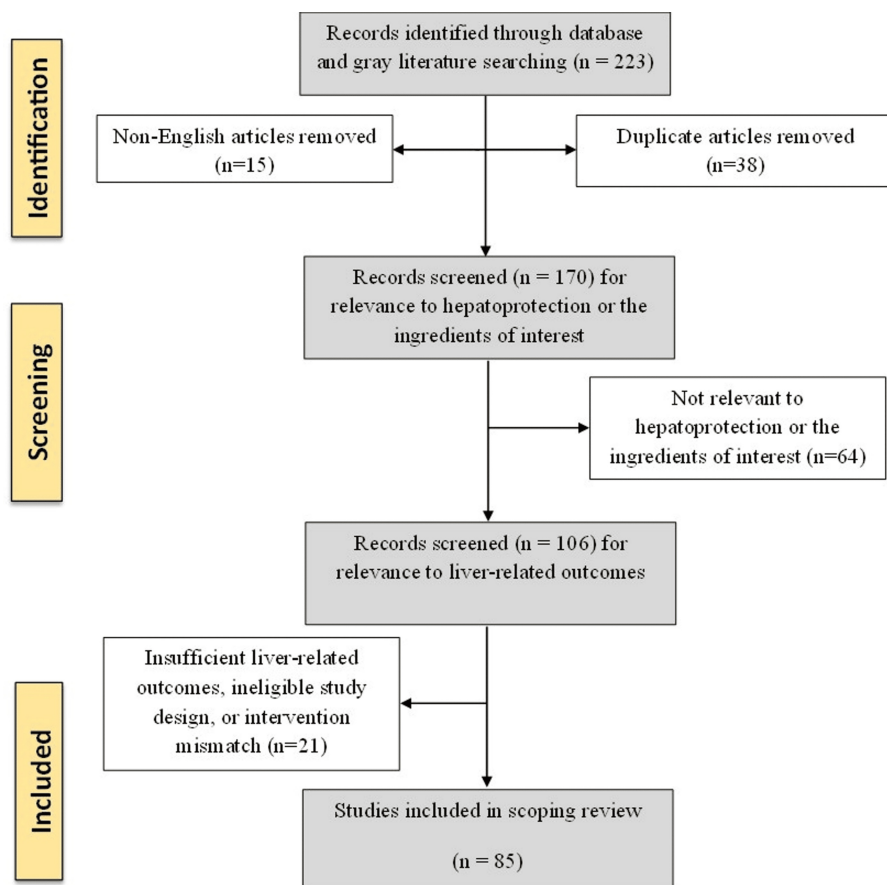 Identification
Records identified through database
and gray literature searching (n = 223)
Non-English articles removed
(n=15)
Duplicate articles removed
(n=38)
Screening
Records screened (n = 170) for
relevance to hepatoprotection or the
ingredients of interest
Not relevant to
hepatoprotection or the
ingredients of interest (n=64)
Records screened (n = 106) for
relevance to liver-related outcomes
Included
Insufficient liver-related
outcomes, ineligible study
design, or intervention
mismatch (n=21)
Studies included in scoping review
(n = 85)